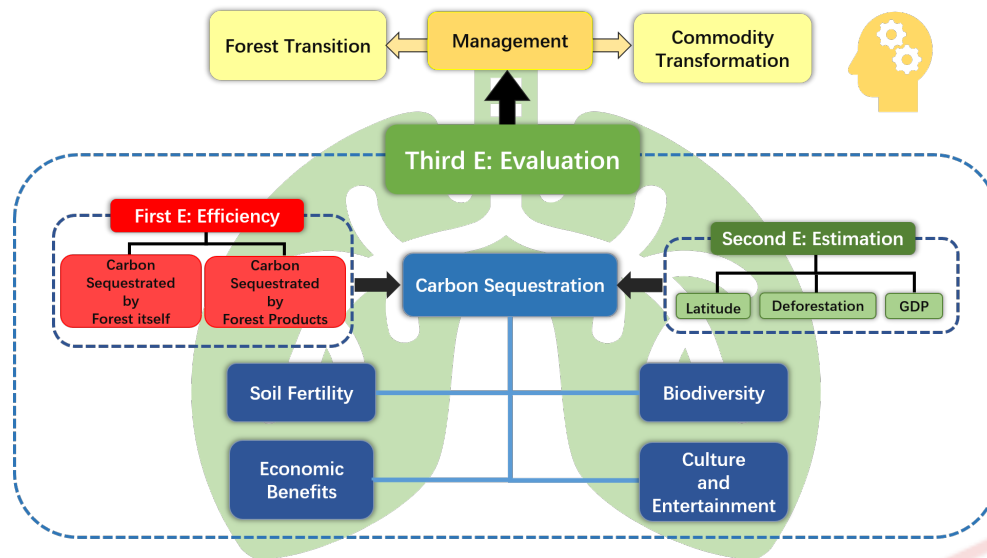 Forest Transition
Management
Commodity
Transformation
Third E: Evaluation
First E: Efficiency
Carbon
Sequestrated
by
Forest itself
Carbon
Sequestrated
by
Forest Products
Carbon Sequestration
Second E: Estimation
Latitude
Deforestation
GDP
Soil Fertility
Biodiversity
Economic
Benefits
Culture
and
Entertainment